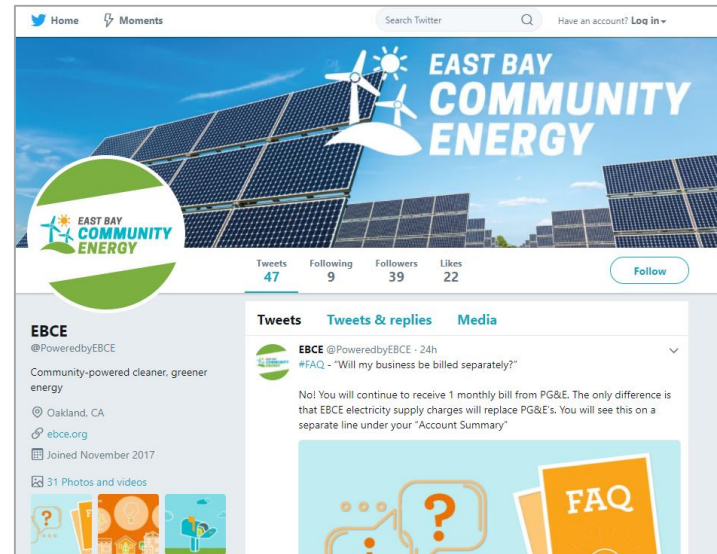 Home Moments Search Twitter Have an account? Log in
EAST BAY
COMMUNITY
ENERGY
EAST BAY
COMMUNITY
ENERGY
Tweets Following Followers Likes
47 9 39 22
Follow
EBCE
@PoweredbyEBCE
Community-powered cleaner, greener
energy
Oakland, CA
ebce.org
Joined November 2017
31 Photos and videos
Tweets Tweets & replies Media
EBCE @PoweredbyEBCE · 24h
#FAQ - "Will my business be billed separately?"
No! You will continue to receive 1 monthly bill from PG&E. The only difference is
that EBCE electricity supply charges will replace PG&E's. You will see this on a
separate line under your "Account Summary"
?
FAQ
?